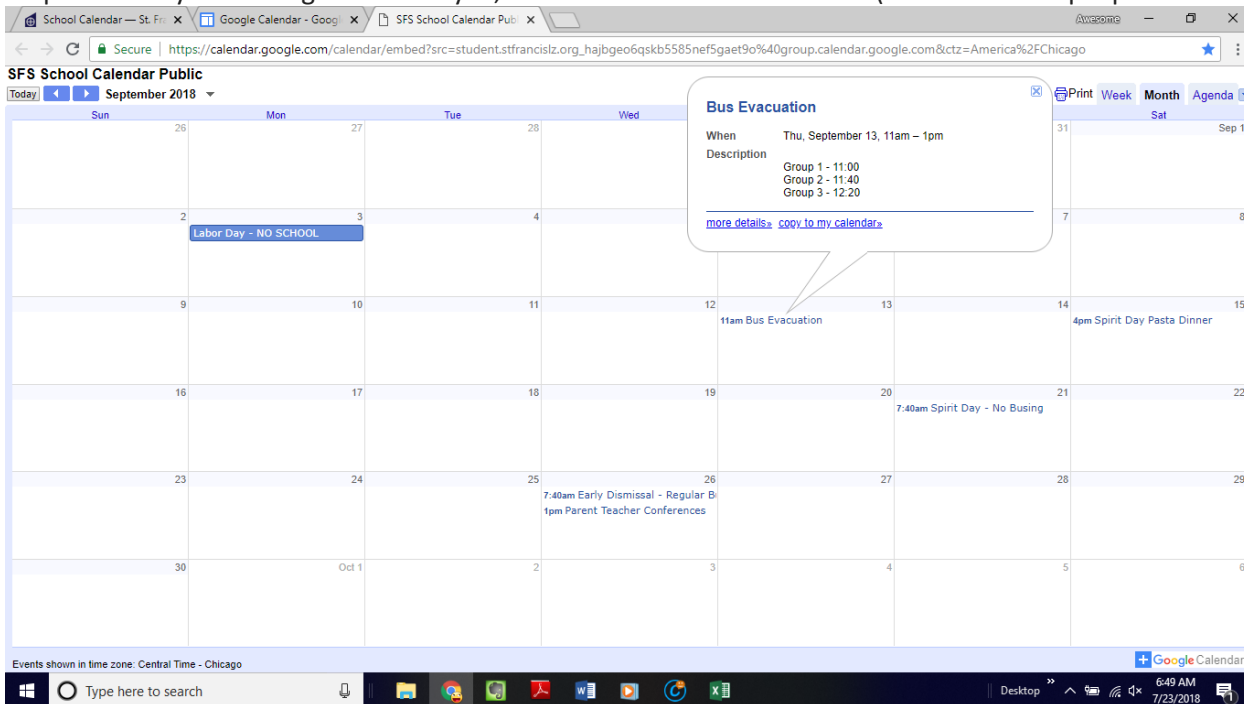 School Calendar — St. Fr
Google Calendar - Googl
SFS School Calendar Publ
Awesome
Secure | https://calendar.google.com/calendar/embed?src=student.stfrancislz.org_hajbgeo6qskb5585nef5gaet9o%40group.calendar.google.com&ctz=America%2FChicago
SFS School Calendar Public
Today September 2018
Print Week Month Agenda
Sun Mon Tue Wed Sat
26 27 28 31 Sep 1
Bus Evacuation
When Thu, September 13, 11am – 1pm
Description
Group 1 - 11:00
Group 2 - 11:40
Group 3 - 12:20
more details» copy to my calendar»
2 3 4 7 8
Labor Day - NO SCHOOL
9 10 11 12 13 14 15
11am Bus Evacuation
4pm Spirit Day Pasta Dinner
16 17 18 19 20 21 22
7:40am Spirit Day - No Busing
23 24 25 26 27 28 29
7:40am Early Dismissal - Regular B
1pm Parent Teacher Conferences
30 Oct 1 2 3 4 5 6
Events shown in time zone: Central Time - Chicago
+ Google Calendar
Type here to search
Desktop
6:49 AM
7/23/2018